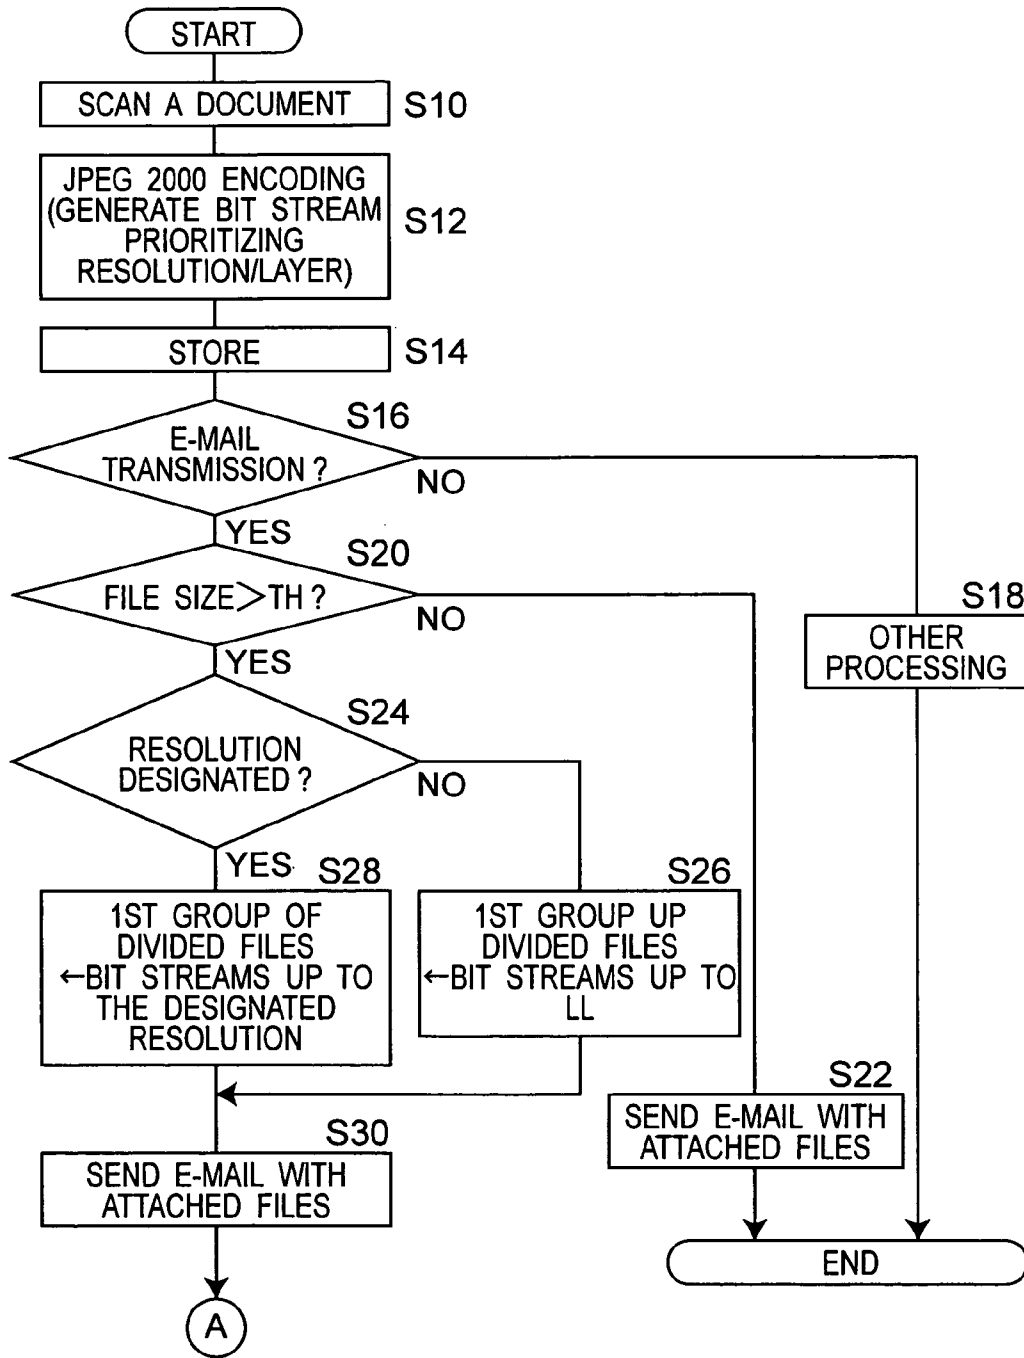 START
SCAN A DOCUMENT
S10
JPEG 2000 ENCODING
(GENERATE BIT STREAM
PRIORITIZING
RESOLUTION/LAYER)
S12
STORE
S14
S16
E-MAIL
TRANSMISSION ?
NO
YES
S20
FILE SIZE>TH ?
NO
YES
S18
OTHER
PROCESSING
S24
RESOLUTION
DESIGNATED ?
NO
YES
S28
1ST GROUP OF
DIVIDED FILES
←BIT STREAMS UP TO
THE DESIGNATED
RESOLUTION
S26
1ST GROUP UP
DIVIDED FILES
←BIT STREAMS UP TO
LL
S22
SEND E-MAIL WITH
ATTACHED FILES
S30
SEND E-MAIL WITH
ATTACHED FILES
END
A